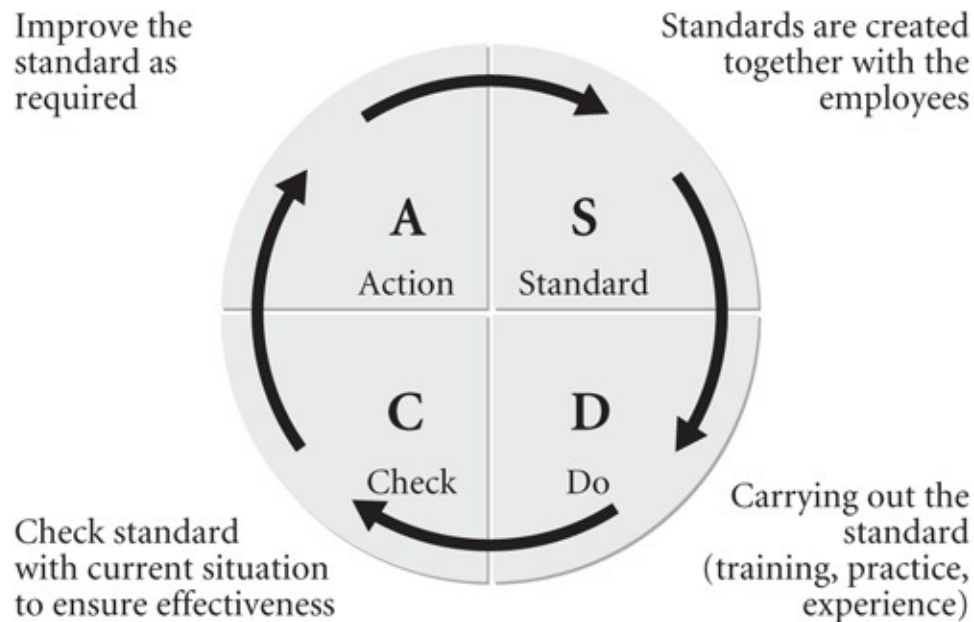 Improve the
standard as
required
Standards are created
together with the
employees
A
Action
S
Standard
C
Check
D
Do
Check standard
with current situation
to ensure effectiveness
Carrying out the
standard
(training, practice,
experience)